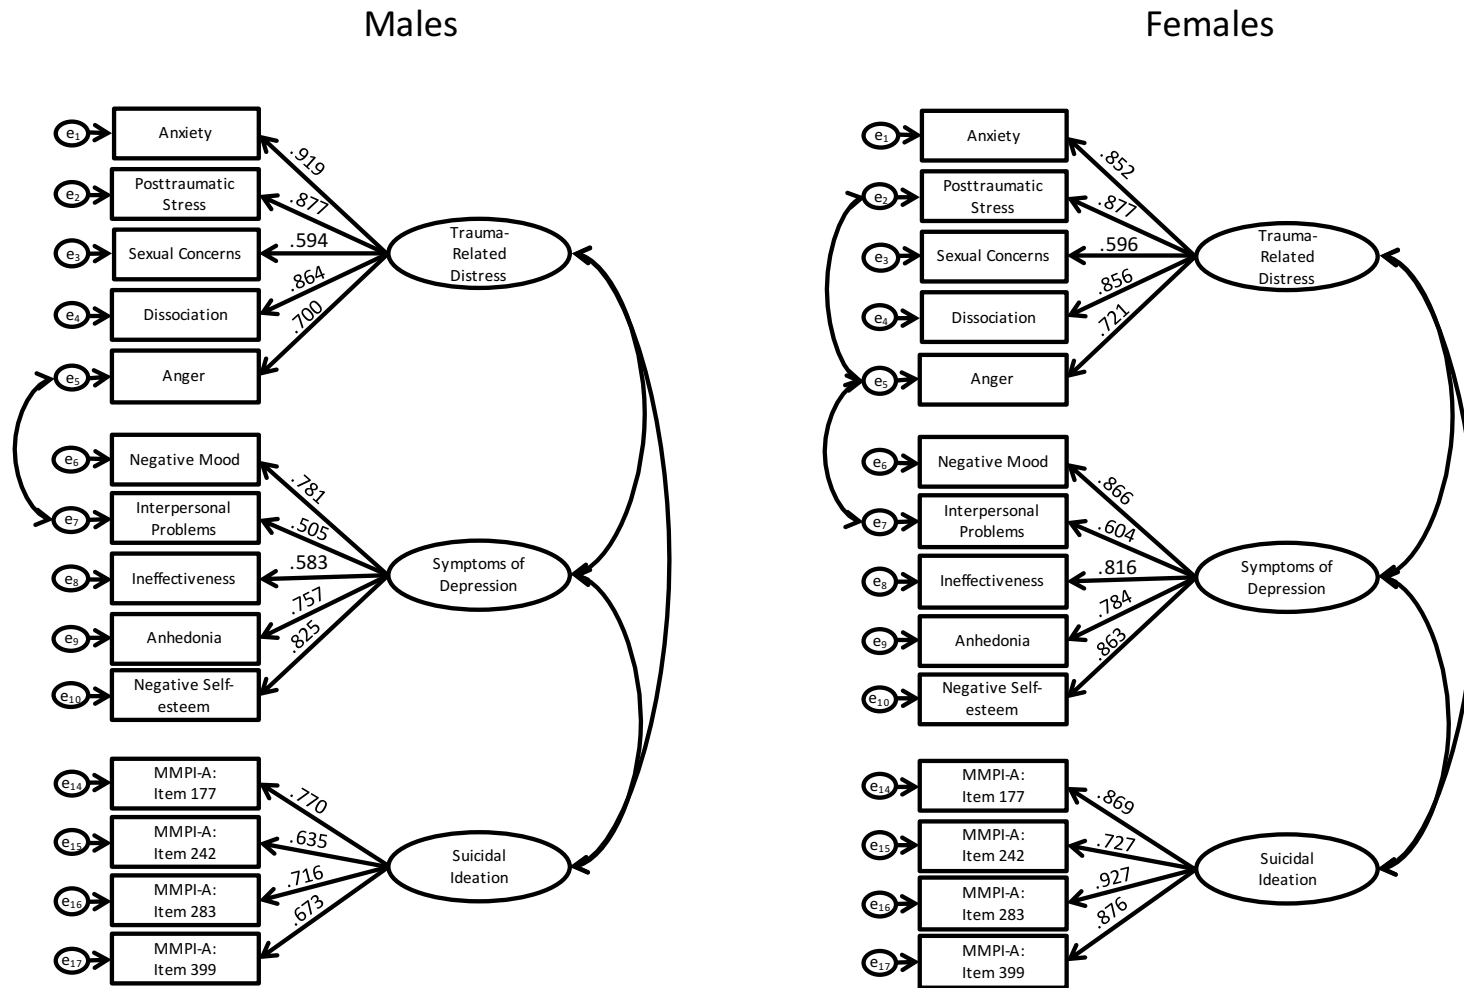 Males
e1
Anxiety
.919
e2
Posttraumatic
Stress
.877
e3
Sexual Concerns
.594
Trauma-
Related
Distress
e4
Dissociation
.864
e5
Anger
.700
e6
Negative Mood
.781
e7
Interpersonal
Problems
.505
e8
Ineffectiveness
.583
Symptoms of
Depression
e9
Anhedonia
.757
e10
Negative Self-
esteem
.825
e14
MMPI-A:
Item 177
.770
e15
MMPI-A:
Item 242
.635
Suicidal
Ideation
e16
MMPI-A:
Item 283
.716
e17
MMPI-A:
Item 399
.673
Females
e1
Anxiety
.852
e2
Posttraumatic
Stress
.877
e3
Sexual Concerns
.596
Trauma-
Related
Distress
e4
Dissociation
.856
e5
Anger
.721
e6
Negative Mood
.866
e7
Interpersonal
Problems
.604
e8
Ineffectiveness
.816
Symptoms of
Depression
e9
Anhedonia
.784
e10
Negative Self-
esteem
.863
e14
MMPI-A:
Item 177
.869
e15
MMPI-A:
Item 242
.727
Suicidal
Ideation
e16
MMPI-A:
Item 283
.927
e17
MMPI-A:
Item 399
.876